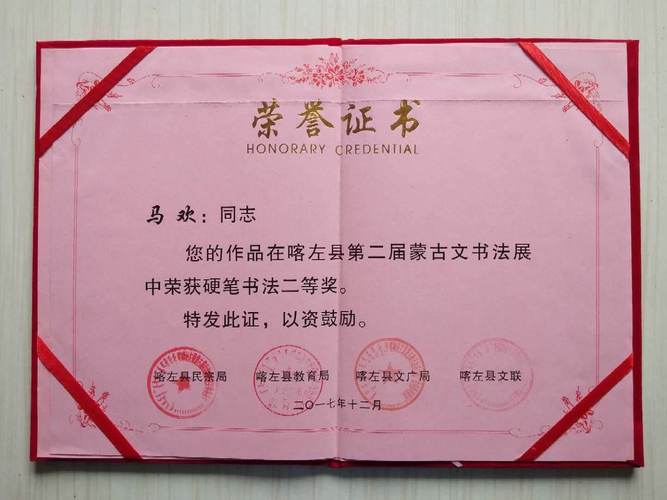 荣誉证书
HONORARY CREDENTIAL
马欢：同志
您的作品在喀左县第二届蒙古文书法展
中荣获硬笔书法二等奖。
特发此证，以资鼓励。
喀左县民宗局 喀左县教育局 喀左县文广局 喀左县文联
二〇一七年十二月